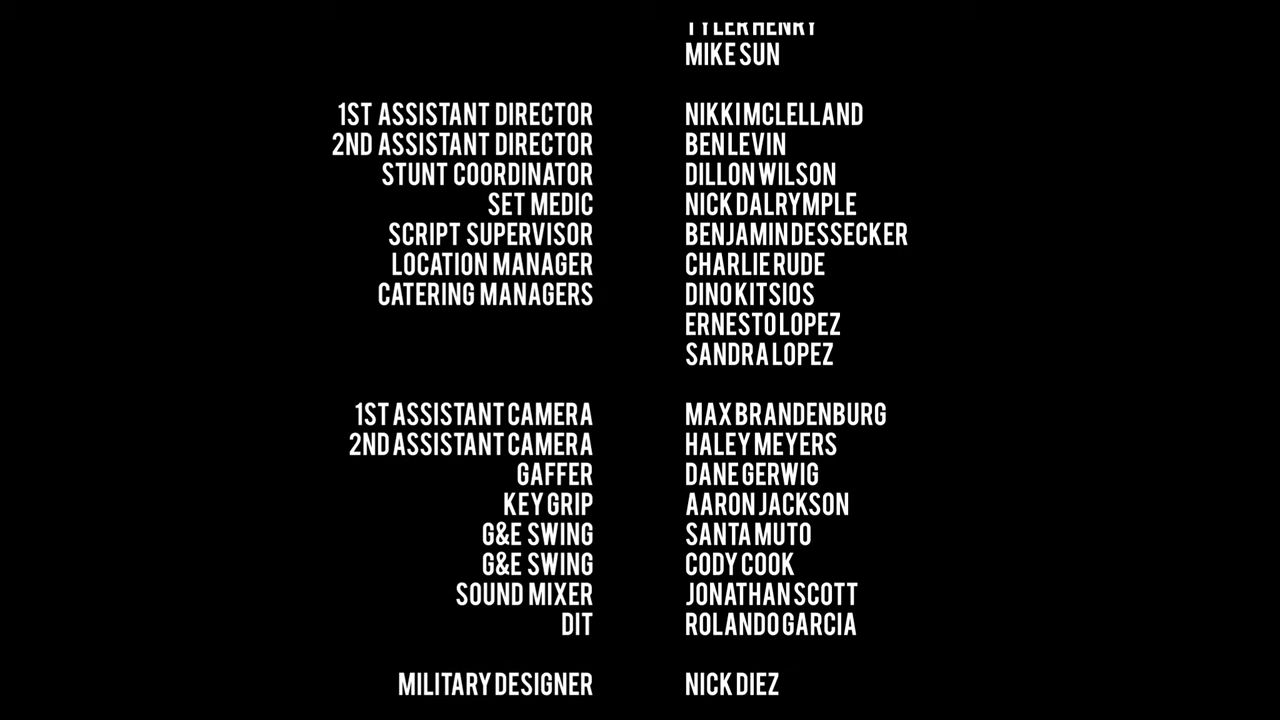 TYLER HENRY
MIKE SUN
1ST ASSISTANT DIRECTOR NIKKI MCLELLAND
2ND ASSISTANT DIRECTOR BEN LEVIN
STUNT COORDINATOR DILLON WILSON
SET MEDIC NICK DALRYMPLE
SCRIPT SUPERVISOR BENJAMIN DESSECKER
LOCATION MANAGER CHARLIE RUDE
CATERING MANAGERS DINO KITSIOS
ERNESTO LOPEZ
SANDRA LOPEZ
1ST ASSISTANT CAMERA MAX BRANDENBURG
2ND ASSISTANT CAMERA HALEY MEYERS
GAFFER DANE GERWIG
KEY GRIP AARON JACKSON
G&E SWING SANTA MUTO
G&E SWING CODY COOK
SOUND MIXER JONATHAN SCOTT
DIT ROLANDO GARCIA
MILITARY DESIGNER NICK DIEZ